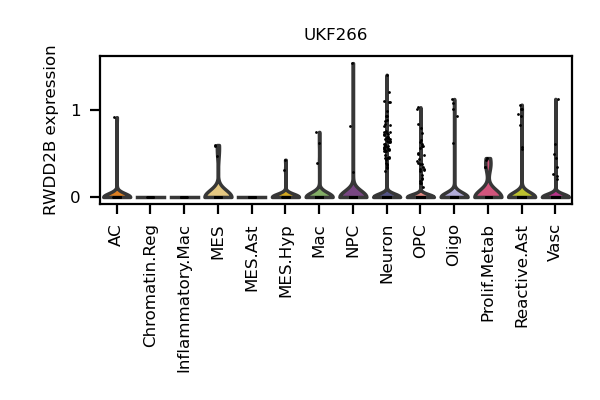 UKF266
RWDD2B expression
1
0
AC
Chromatin.Reg
Inflammatory.Mac
MES
MES.Ast
MES.Hyp
Mac
NPC
Neuron
OPC
Oligo
Prolif.Metab
Reactive.Ast
Vasc